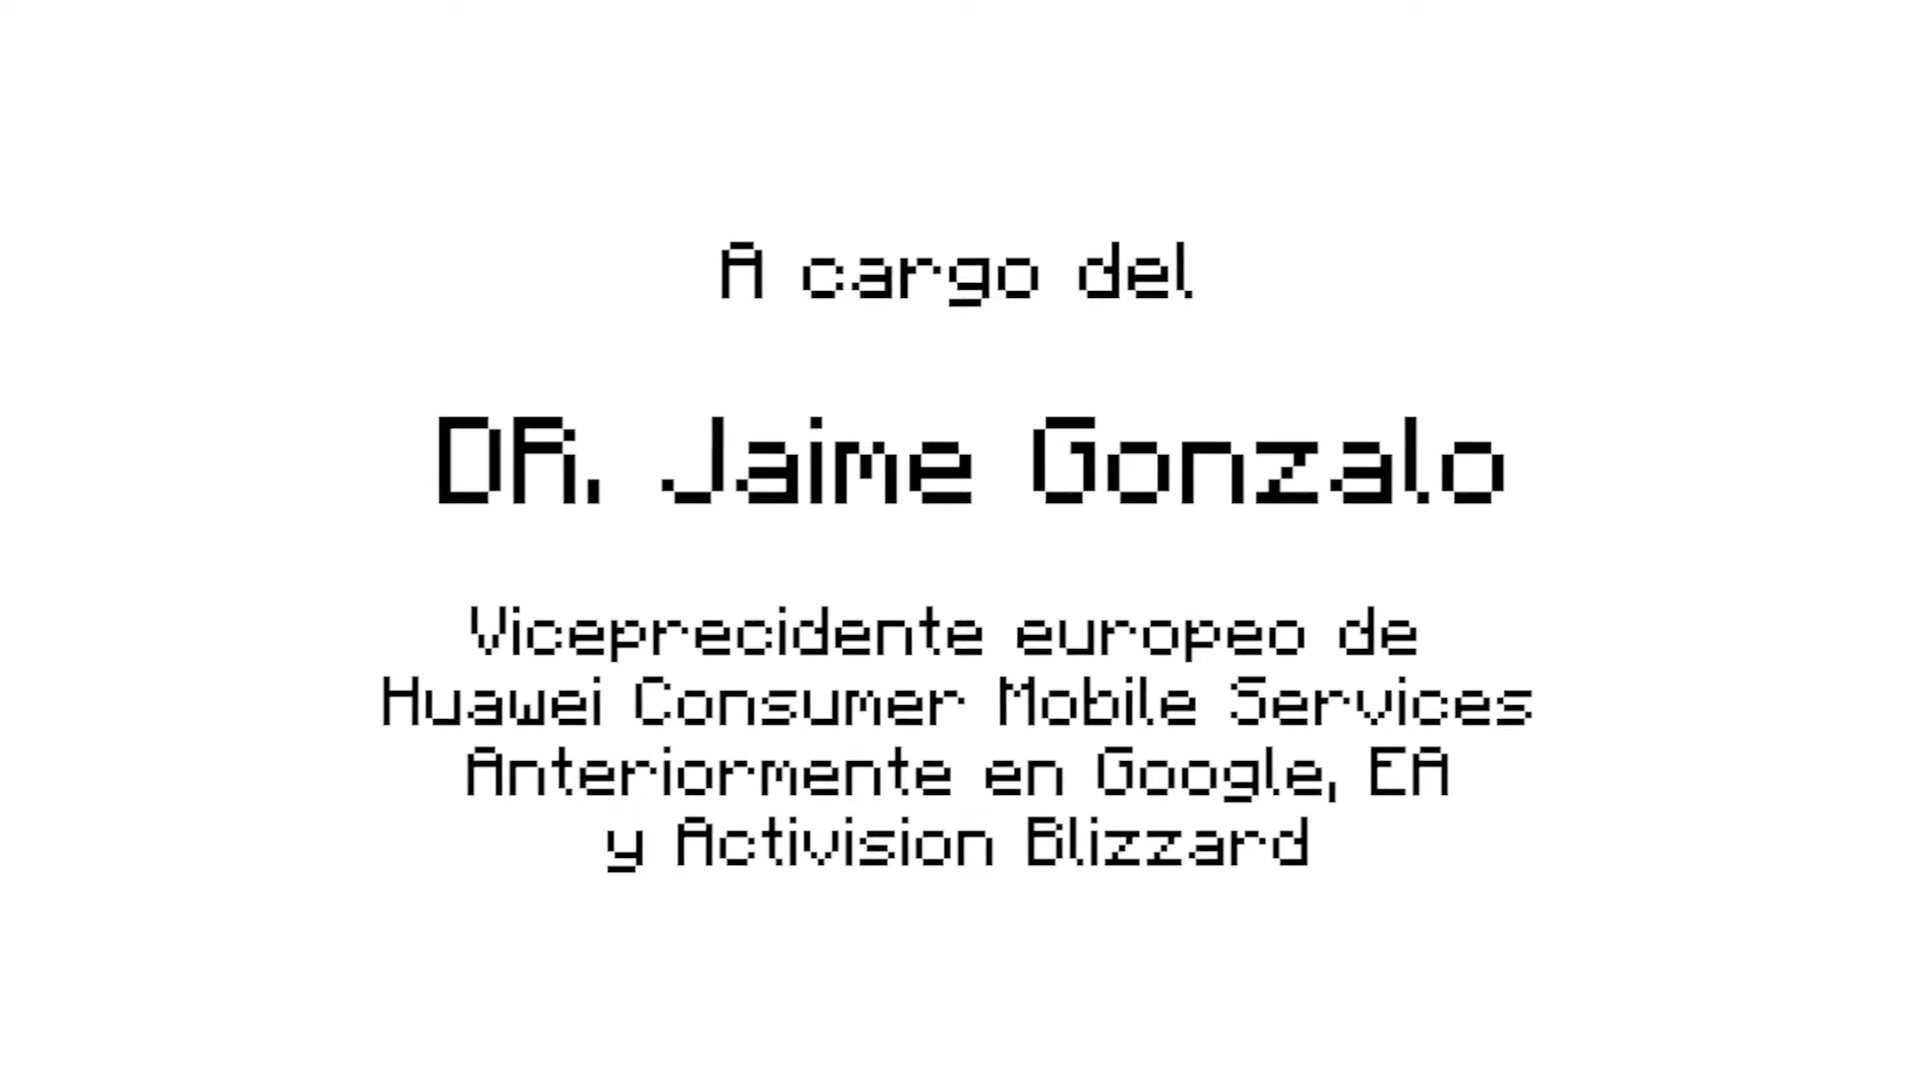 A cargo del
DR. Jaime Gonzalo
Viceprecidente europeo de
Huawei Consumer Mobile Services
Anteriormente en Google, EA
y Activision Blizzard